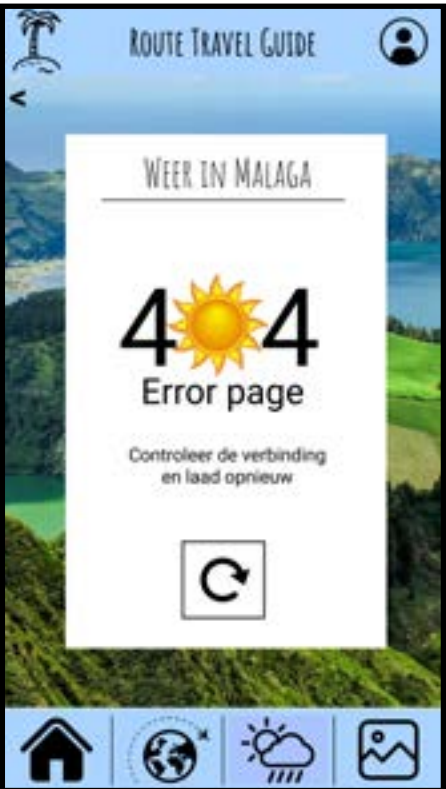 Route Travel Guide
<
Weer in Malaga
404
Error page
Controleer de verbinding
en laad opnieuw